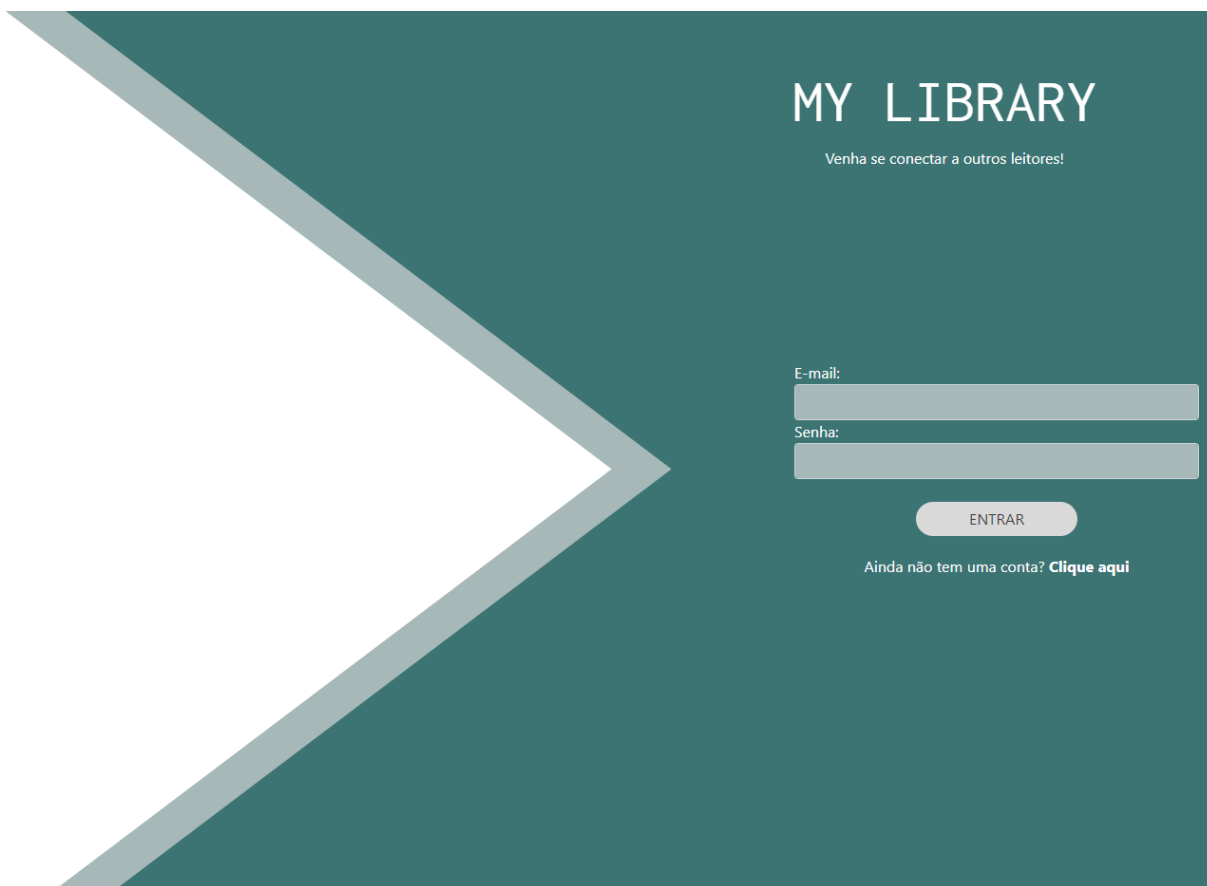 MY LIBRARY
Venha se conectar a outros leitores!
E-mail:
Senha:
ENTRAR
Ainda não tem uma conta? Clique aqui